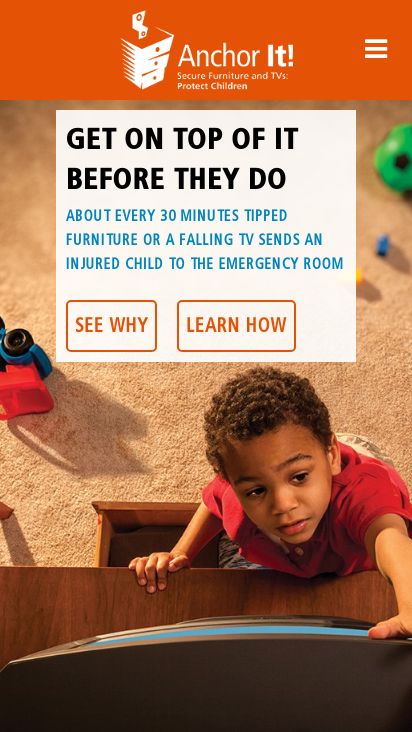 Anchor It!
Secure Furniture and TVs:
Protect Children
GET ON TOP OF IT
BEFORE THEY DO
ABOUT EVERY 30 MINUTES TIPPED
FURNITURE OR A FALLING TV SENDS AN
INJURED CHILD TO THE EMERGENCY ROOM
SEE WHY
LEARN HOW